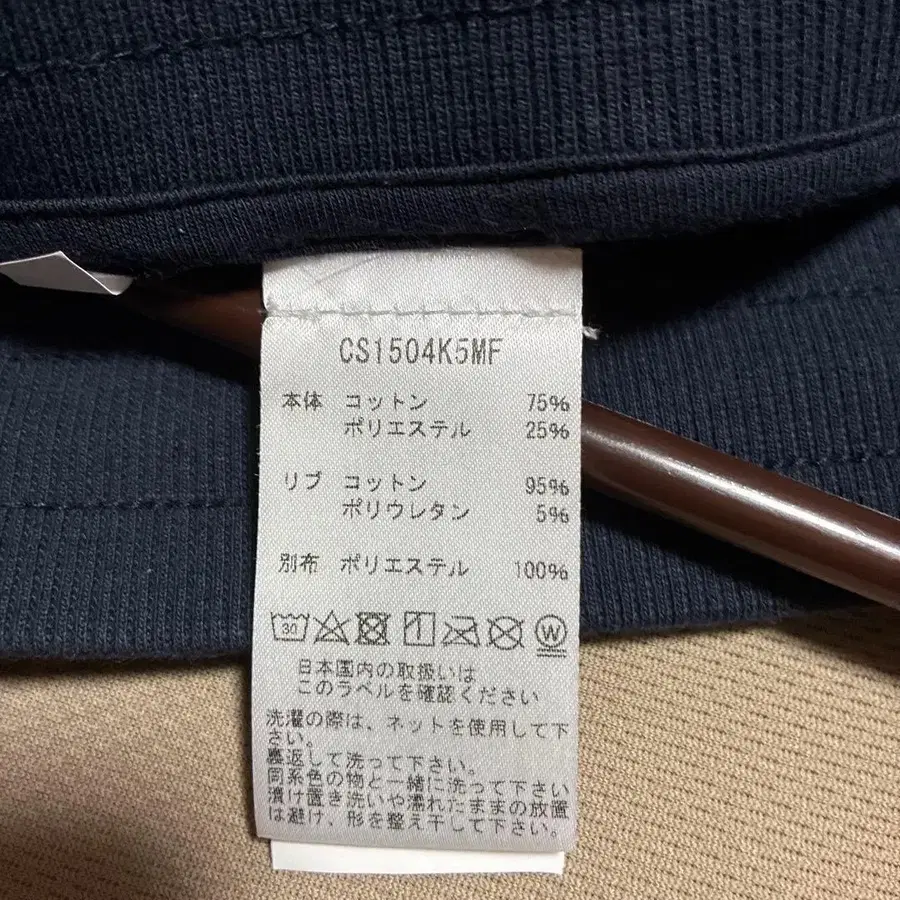 CS1504K5MF
本体 コットン 75%
ポリエステル 25%
リブ コットン 95%
ポリウレタン 5%
別布 ポリエステル 100%
30 W
日本国内の取扱いは
このラベルを確認ください
洗濯の際は、ネットを使用して下
さい。
裏返して洗って下さい。
同系色の物と一緒に洗って下さい
漬け置き洗いや濡れたままの放置
は避け、形を整え干して下さい。